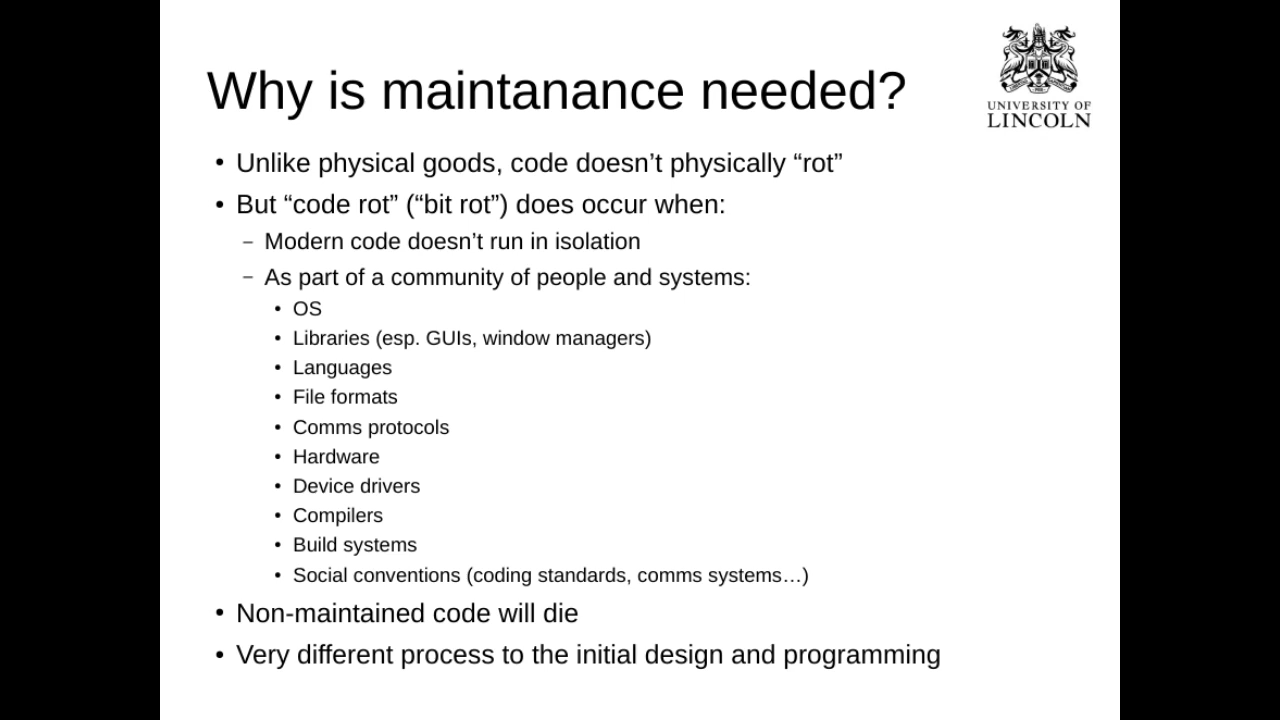 Why is maintanance needed?
UNIVERSITY OF
LINCOLN
• Unlike physical goods, code doesn’t physically “rot”
• But “code rot” (“bit rot”) does occur when:
– Modern code doesn’t run in isolation
– As part of a community of people and systems:
• OS
• Libraries (esp. GUIs, window managers)
• Languages
• File formats
• Comms protocols
• Hardware
• Device drivers
• Compilers
• Build systems
• Social conventions (coding standards, comms systems…)
• Non-maintained code will die
• Very different process to the initial design and programming